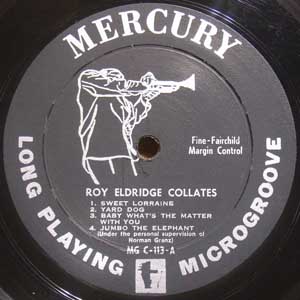 MERCURY
Fine-Fairchild
Margin Control
ROY ELDRIDGE COLLATES
1. SWEET LORRAINS
2. YARD DOG
3. BABY WHAT'S THE MATTER
WITH YOU
4. JUMBO THE ELEPHANT
(Under the personal supervision of
Norman Granz)
MG C-113-A
LONG PLAYING
MICROGROOVE